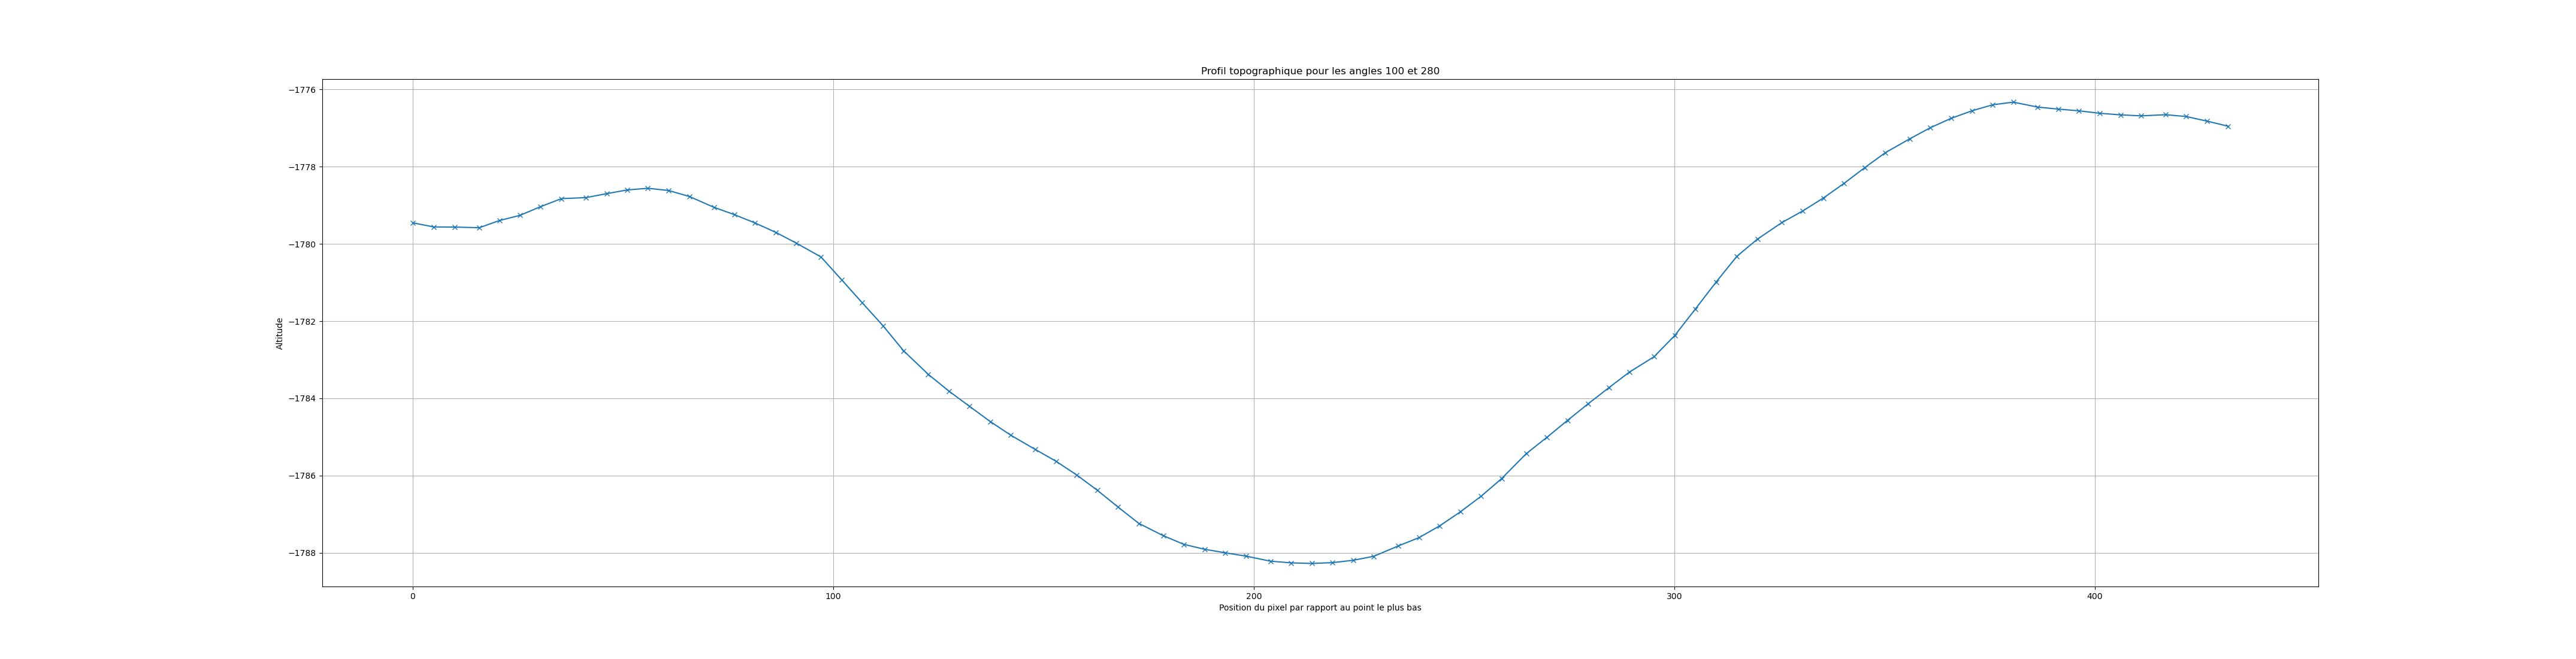 Profil topographique pour les angles 100 et 280
−1776
−1778
−1780
−1782
−1784
−1786
−1788
Altitude
0 100 200 300 400
Position du pixel par rapport au point le plus bas